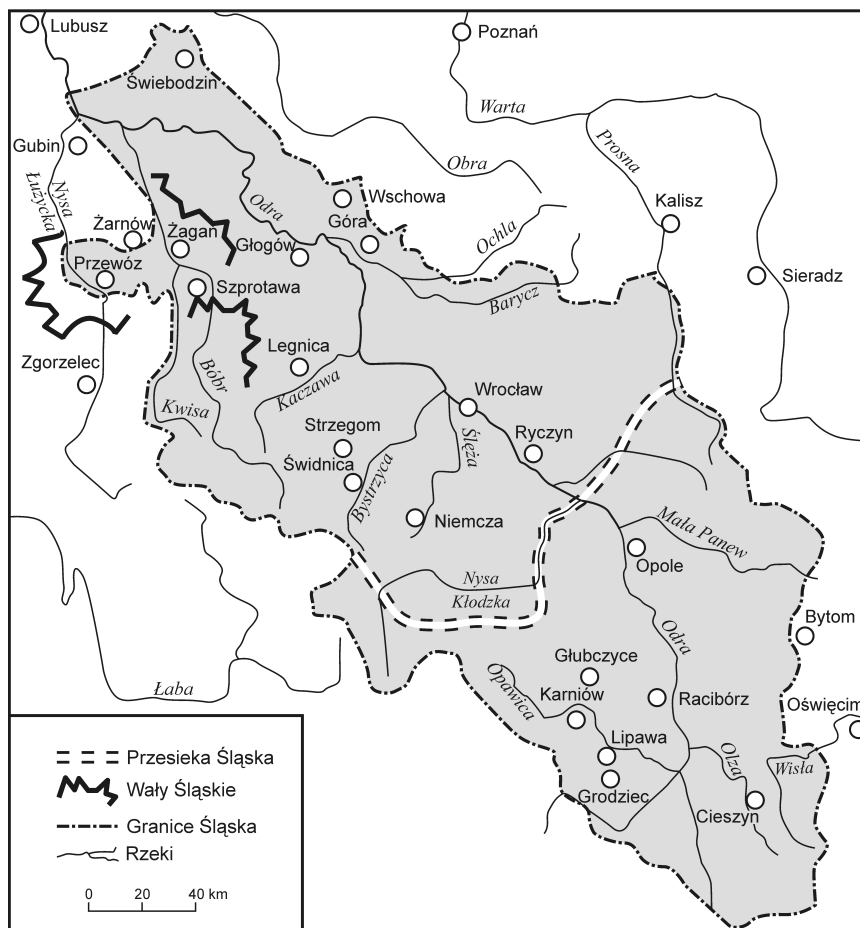 Lubusz
Poznań
Świebodzin
Warta
Gubin
Prosna
Obra
Nysa
Łużycka
Wschowa
Kalisz
Odra
Żarnów
Żagań
Góra
Ochla
Głogów
Przewóz
Sieradz
Szprotawa
Barycz
Legnica
Zgorzelec
Bóbr
Kaczawa
Wrocław
Kwisa
Strzegom
Ślęża
Ryczyn
Świdnica
Bystrzyca
Niemcza
Mała Panew
Opole
Nysa
Kłodzka
Bytom
Odra
Głubczyce
Opawica
Łaba
Karniów
Racibórz
Oświęcim
Lipawa
Olza
Wisła
Grodziec
Cieszyn
Przesieka Śląska
Wały Śląskie
Granice Śląska
Rzeki
0 20 40 km